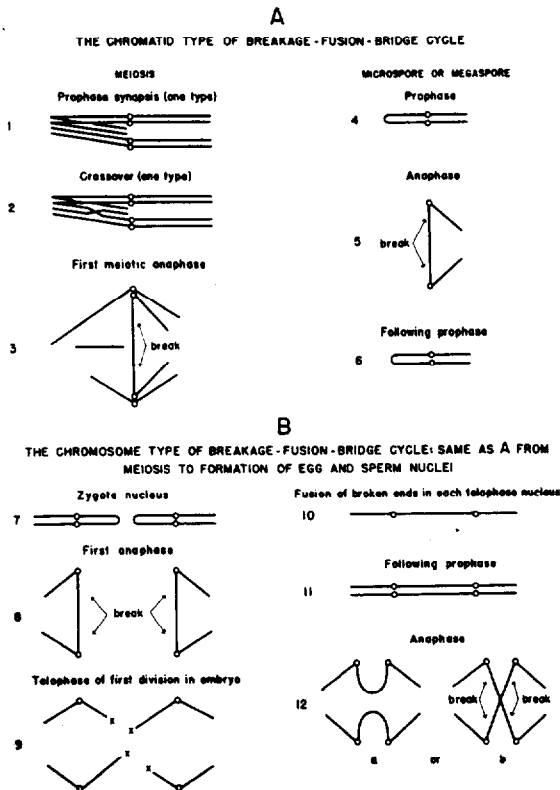 A
THE CHROMATID TYPE OF BREAKAGE-FUSION-BRIDGE CYCLE
MEIOSIS
Prophase synapsis (one type)
1
Crossover (one type)
2
First meiotic anaphase
3
break
MICROSPORE OR MEGASPORE
Prophase
4
Anaphase
5
break
Following prophase
6
B
THE CHROMOSOME TYPE OF BREAKAGE-FUSION-BRIDGE CYCLE: SAME AS A FROM
MEIOSIS TO FORMATION OF EGG AND SPERM NUCLEI
Zygote nucleus
7
First anaphase
8
break
Telophase of first division in embryo
9
x
x
x
x
Fusion of broken ends in each telophase nucleus
10
Following prophase
11
Anaphase
12
break
break
a or b